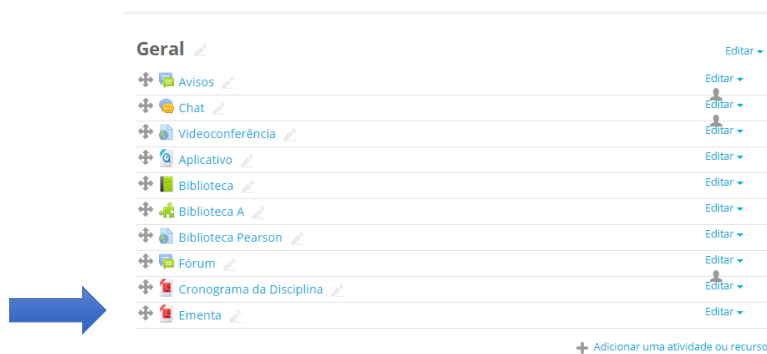 Geral Editar
Avisos Editar
Chat Editar
Videoconferência Editar
Aplicativo Editar
Biblioteca Editar
Biblioteca A Editar
Biblioteca Pearson Editar
Fórum Editar
Cronograma da Disciplina Editar
Ementa Editar
Adicionar uma atividade ou recurso